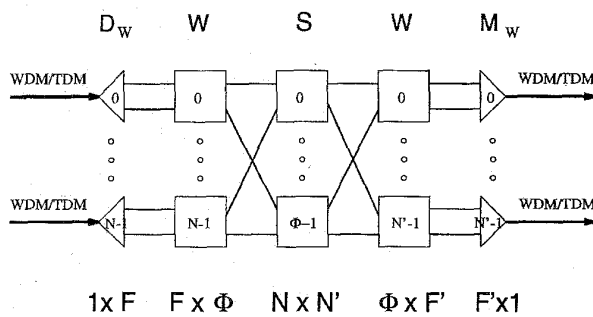 D_W W S W M_W
WDM/TDM 0 0 0 0 0 WDM/TDM
WDM/TDM N-1 N-1 Φ-1 N'-1 N'-1 WDM/TDM
1 x F F x Φ N x N' Φ x F' F'x1